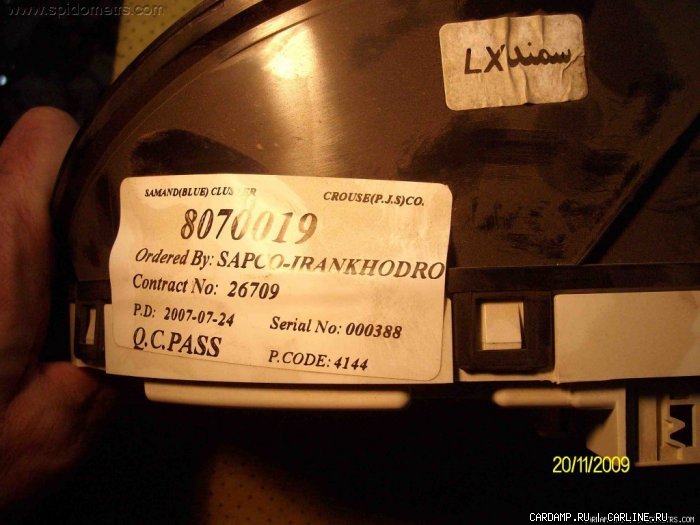 www.spidometrs.com
LX
SAMAND(BLUE) CLUSTER
CROUSE(P.J.S)CO.
8070019
Ordered By: SAPCO-IRANKHODRO
Contract No: 26709
P.D: 2007-07-24
Serial No: 000388
Q.C.PASS
P.CODE: 4144
20/11/2009
CARDAMP.RU
CARLINE.RU